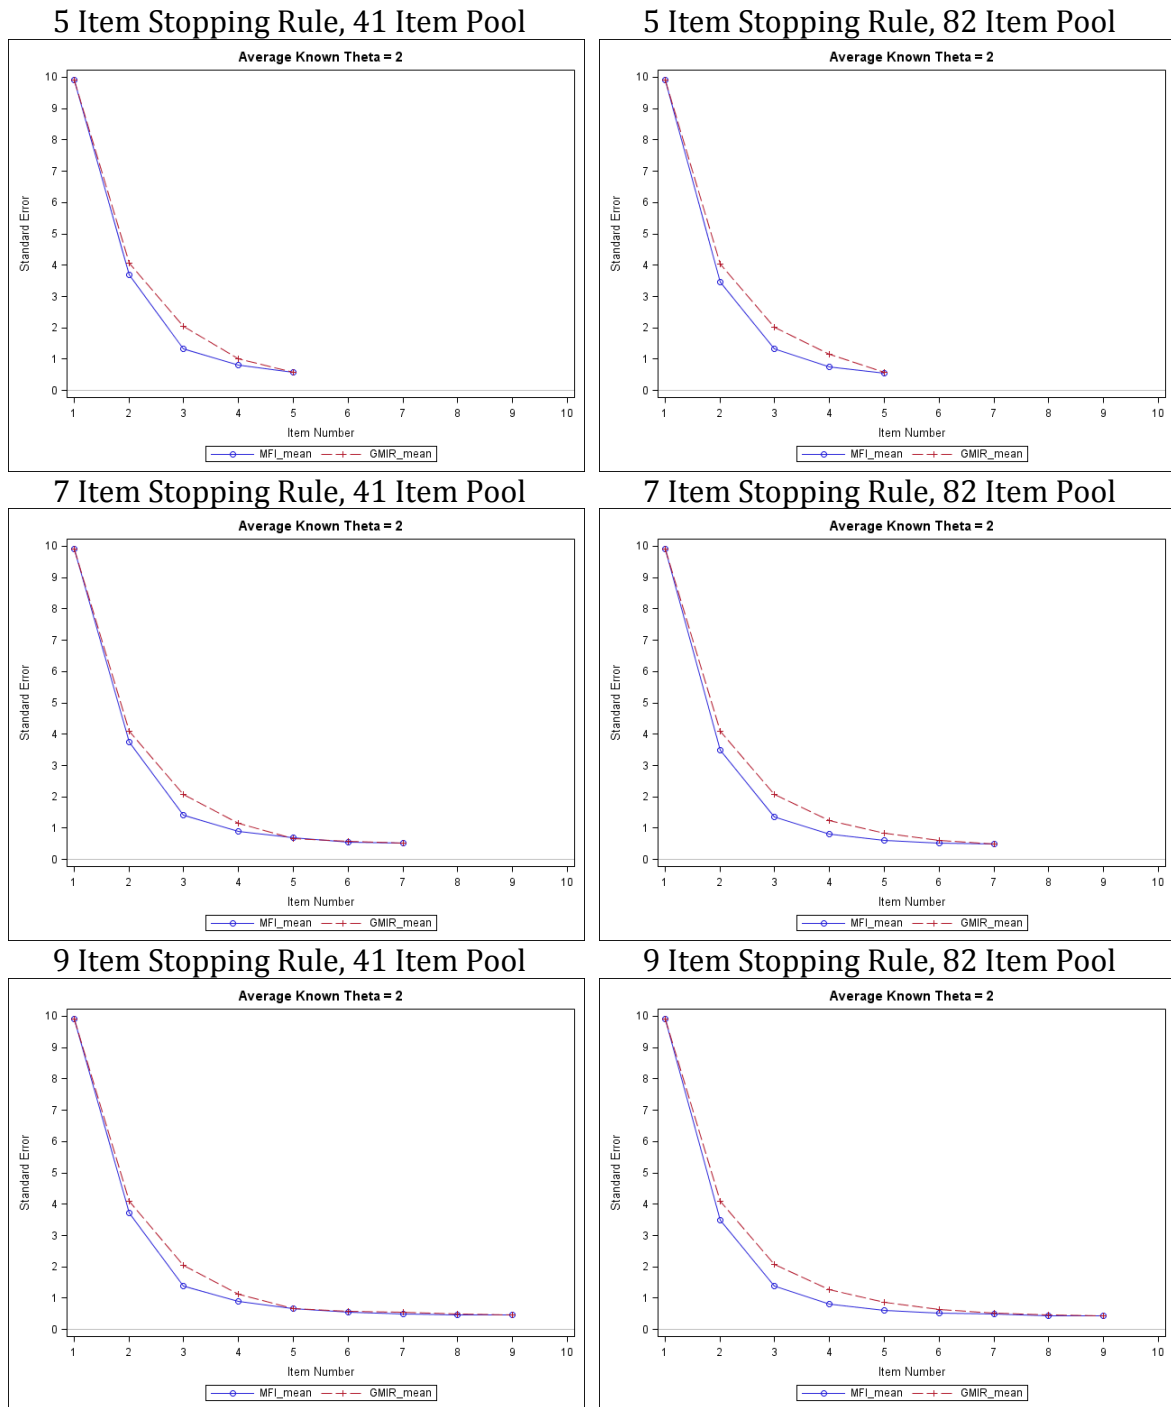 5 Item Stopping Rule, 41 Item Pool
Average Known Theta = 2
Standard Error
10
9
8
7
6
5
4
3
2
1
0
1 2 3 4 5 6 7 8 9 10
Item Number
MFI_mean GMIR_mean
5 Item Stopping Rule, 82 Item Pool
Average Known Theta = 2
Standard Error
10
9
8
7
6
5
4
3
2
1
0
1 2 3 4 5 6 7 8 9 10
Item Number
MFI_mean GMIR_mean
7 Item Stopping Rule, 41 Item Pool
Average Known Theta = 2
Standard Error
10
9
8
7
6
5
4
3
2
1
0
1 2 3 4 5 6 7 8 9 10
Item Number
MFI_mean GMIR_mean
7 Item Stopping Rule, 82 Item Pool
Average Known Theta = 2
Standard Error
10
9
8
7
6
5
4
3
2
1
0
1 2 3 4 5 6 7 8 9 10
Item Number
MFI_mean GMIR_mean
9 Item Stopping Rule, 41 Item Pool
Average Known Theta = 2
Standard Error
10
9
8
7
6
5
4
3
2
1
0
1 2 3 4 5 6 7 8 9 10
Item Number
MFI_mean GMIR_mean
9 Item Stopping Rule, 82 Item Pool
Average Known Theta = 2
Standard Error
10
9
8
7
6
5
4
3
2
1
0
1 2 3 4 5 6 7 8 9 10
Item Number
MFI_mean GMIR_mean